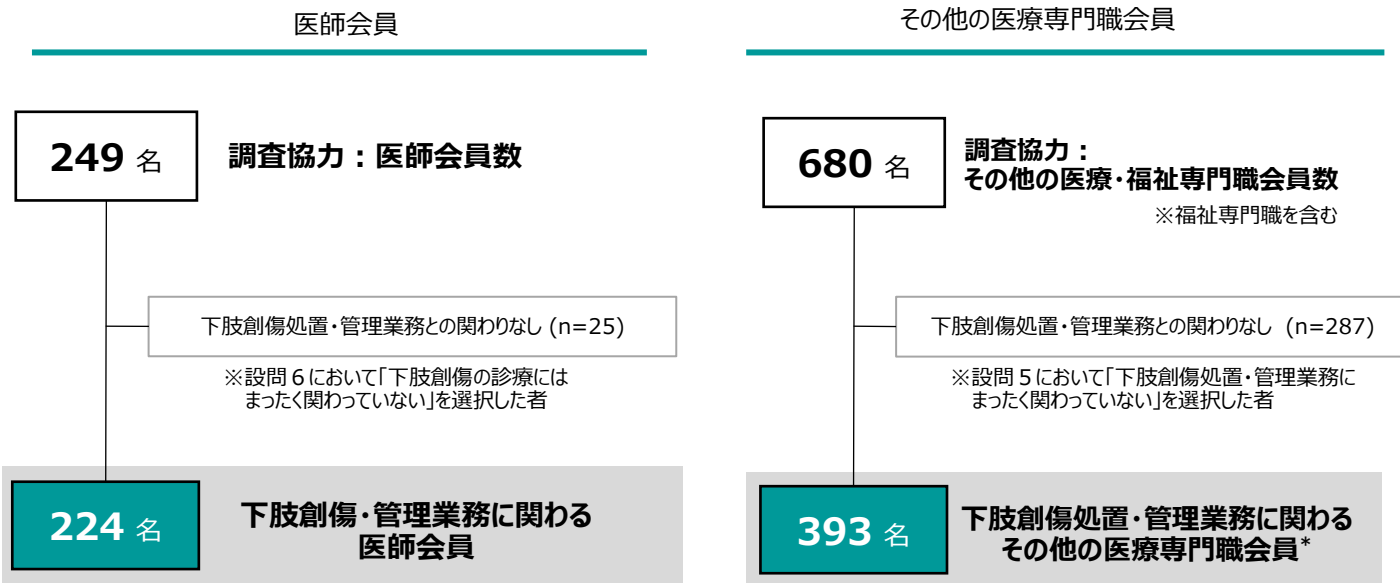 医師会員
249 名
調査協力：医師会員数
下肢創傷処置・管理業務との関わりなし (n=25)
※設問６において「下肢創傷の診療には
まったく関わっていない」を選択した者
224 名
下肢創傷・管理業務に関わる
医師会員
その他の医療専門職会員
680 名
調査協力：
その他の医療・福祉専門職会員数
※福祉専門職を含む
下肢創傷処置・管理業務との関わりなし (n=287)
※設問５において「下肢創傷処置・管理業務に
まったく関わっていない」を選択した者
393 名
下肢創傷処置・管理業務に関わる
その他の医療専門職会員*